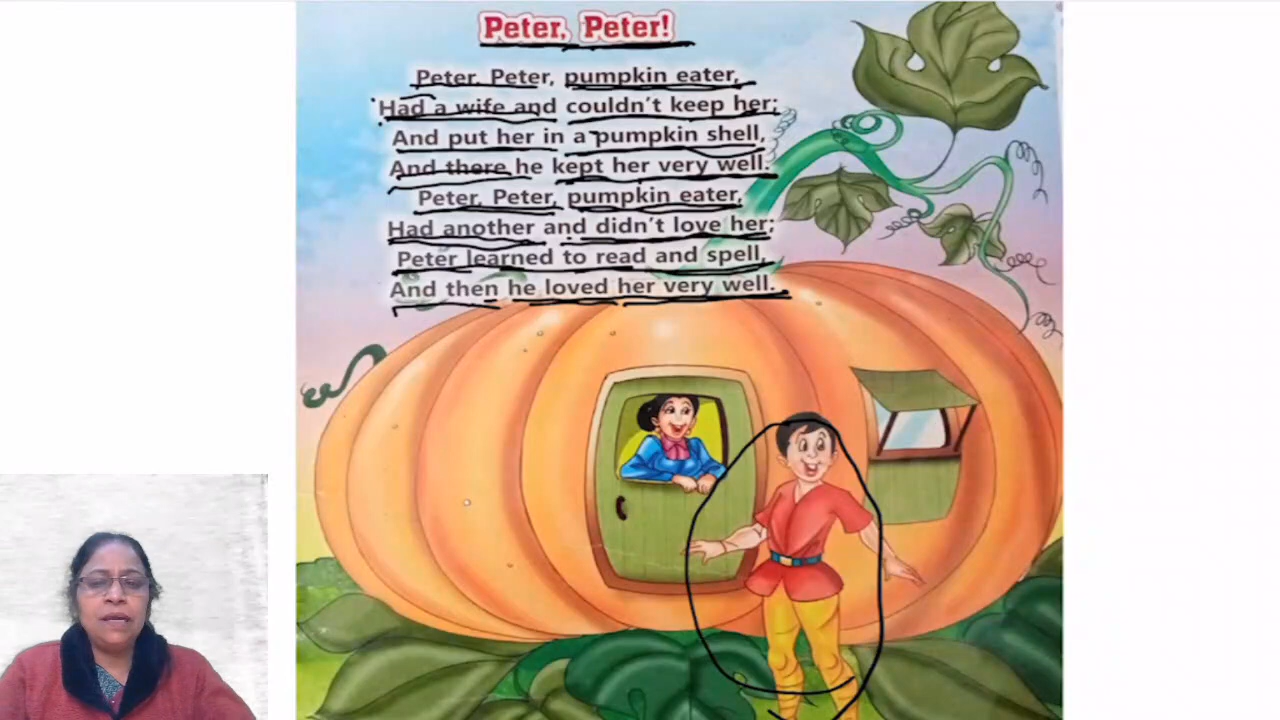 Peter, Peter!
Peter, Peter, pumpkin eater,
Had a wife and couldn't keep her;
And put her in a pumpkin shell,
And there he kept her very well.
Peter, Peter, pumpkin eater,
Had another and didn't love her;
Peter learned to read and spell,
And then he loved her very well.